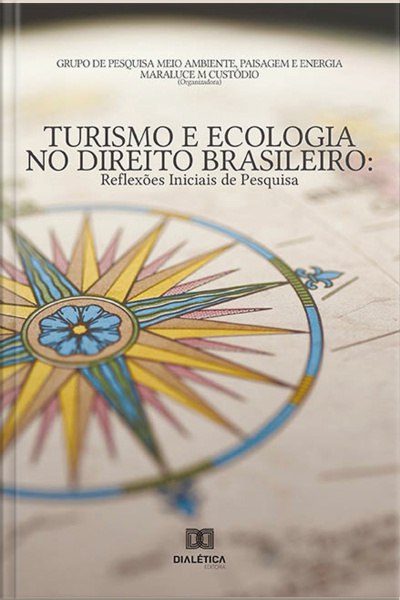 GRUPO DE PESQUISA MEIO AMBIENTE, PAISAGEM E ENERGIA
MARALUCE M CUSTÓDIO
(Organizadora)
TURISMO E ECOLOGIA
NO DIREITO BRASILEIRO:
Reflexões Iniciais de Pesquisa
DIALÉTICA
EDITORA